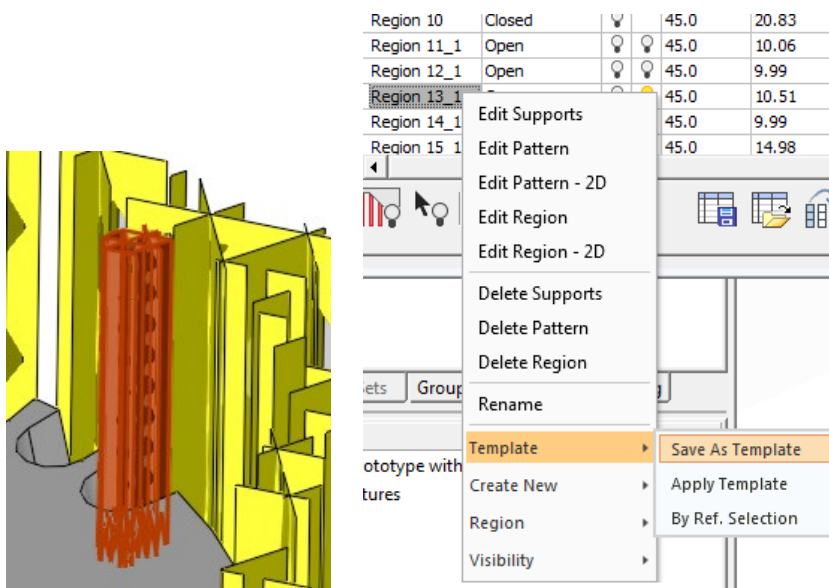 Region 10 Closed 45.0 20.83
Region 11_1 Open 45.0 10.06
Region 12_1 Open 45.0 9.99
Region 13_1 45.0 10.51
Region 14_1 45.0 9.99
Region 15_1 45.0 14.98
Edit Supports
Edit Pattern
Edit Pattern - 2D
Edit Region
Edit Region - 2D
Delete Supports
Delete Pattern
Delete Region
ets Group
Rename
Template
Save As Template
ototype with
Create New
Apply Template
tures
Region
By Ref. Selection
Visibility